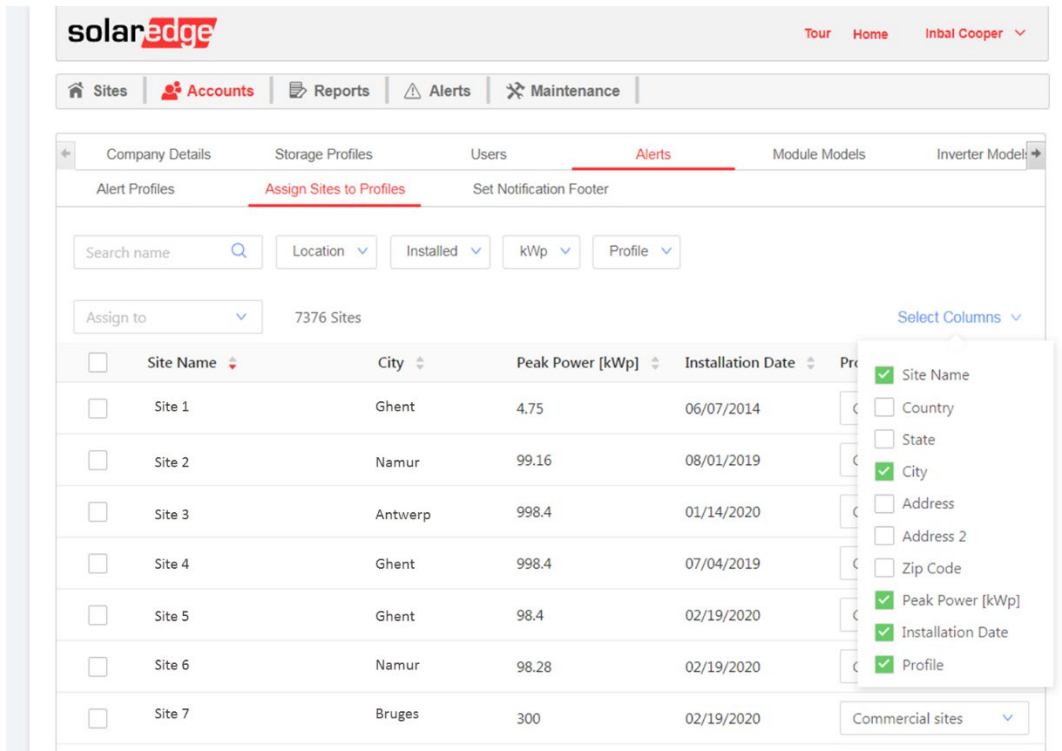 solaredge
Tour Home Inbal Cooper
Sites Accounts Reports Alerts Maintenance
Company Details Storage Profiles Users Alerts Module Models Inverter Models
Alert Profiles Assign Sites to Profiles Set Notification Footer
Search name Location Installed kWp Profile
Assign to 7376 Sites Select Columns
Site Name City Peak Power [kWp] Installation Date
Site 1 Ghent 4.75 06/07/2014
Site 2 Namur 99.16 08/01/2019
Site 3 Antwerp 998.4 01/14/2020
Site 4 Ghent 998.4 07/04/2019
Site 5 Ghent 98.4 02/19/2020
Site 6 Namur 98.28 02/19/2020
Site 7 Bruges 300 02/19/2020 Commercial sites
Site Name
Country
State
City
Address
Address 2
Zip Code
Peak Power [kWp]
Installation Date
Profile